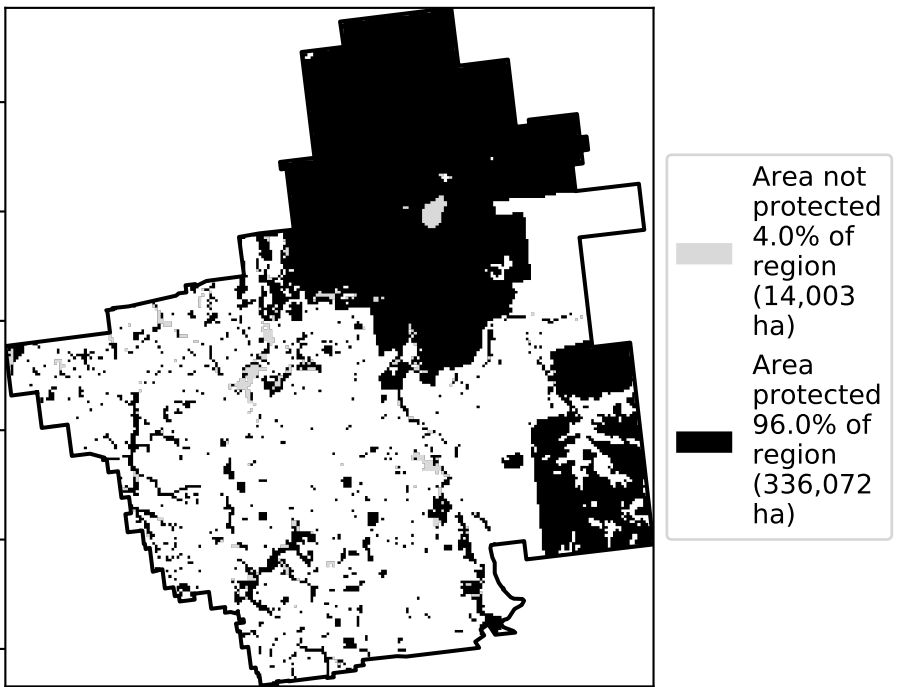 Area not
protected
4.0% of
region
(14,003
ha)
Area
protected
96.0% of
region
(336,072
ha)